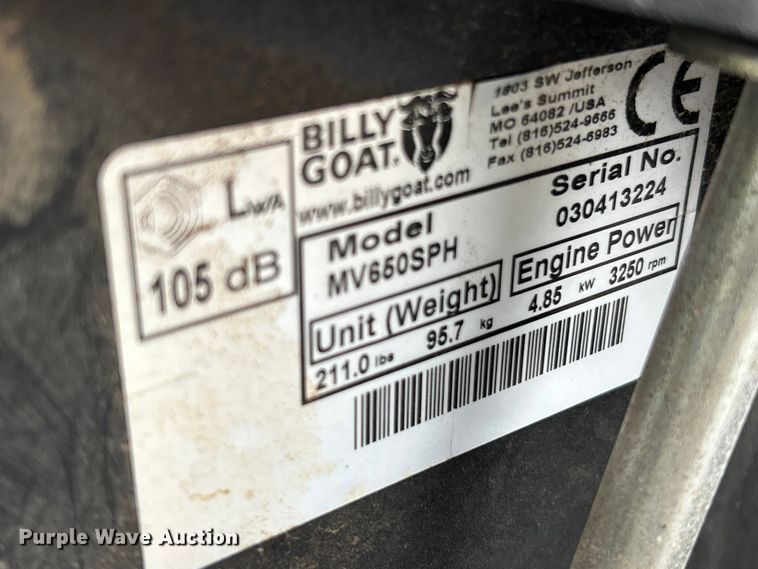 BILLY
GOAT®
www.billygoat.com
1803 SW Jefferson
Lee's Summit
MO 64082 /USA
Tel (816)524-9666
Fax (816)524-6983
CE
LW/A
105 dB
Model
MV650SPH
Serial No.
030413224
Unit (Weight)
211.0 lbs 95.7 kg
Engine Power
4.85 kW 3250 rpm
Purple Wave Auction